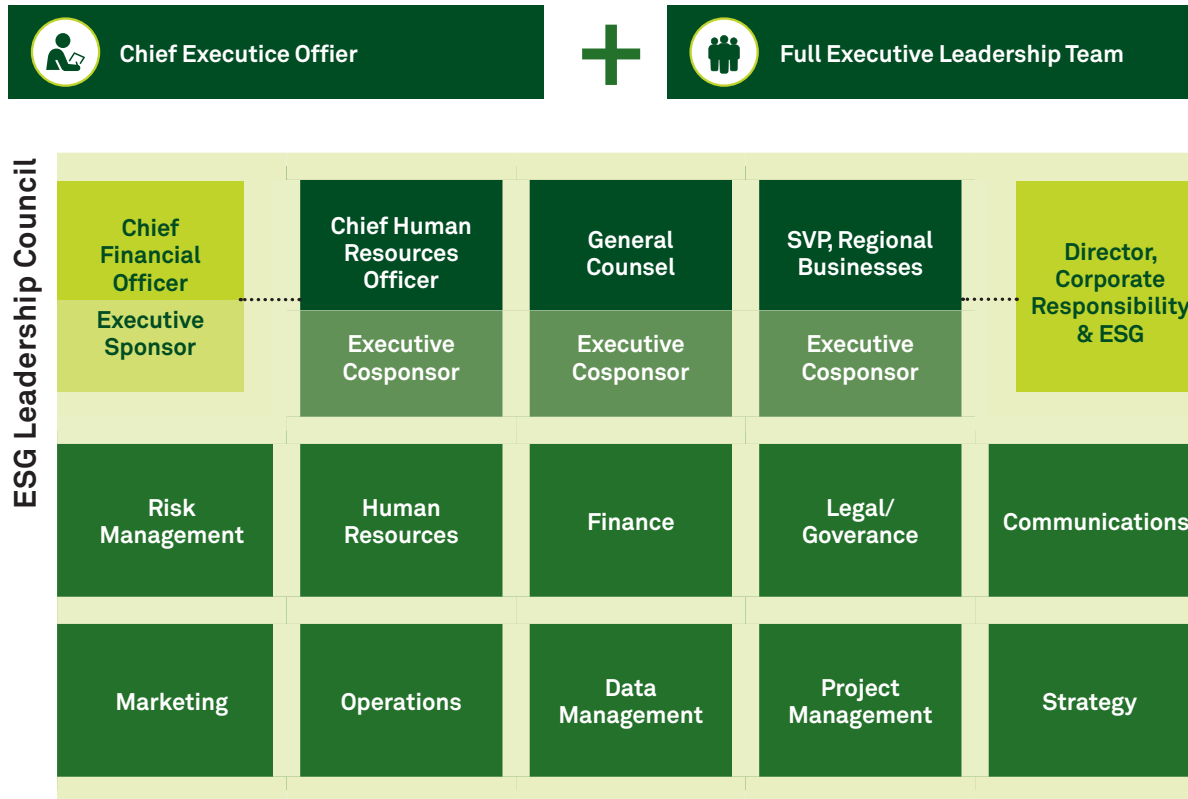 Chief Executice Offier
Full Executive Leadership Team
ESG Leadership Council
Chief
Financial
Officer
Executive
Sponsor
Chief Human
Resources
Officer
Executive
Cosponsor
General
Counsel
Executive
Cosponsor
SVP, Regional
Businesses
Executive
Cosponsor
Director,
Corporate
Responsibility
& ESG
Risk
Management
Human
Resources
Finance
Legal/
Goverance
Communications
Marketing
Operations
Data
Management
Project
Management
Strategy